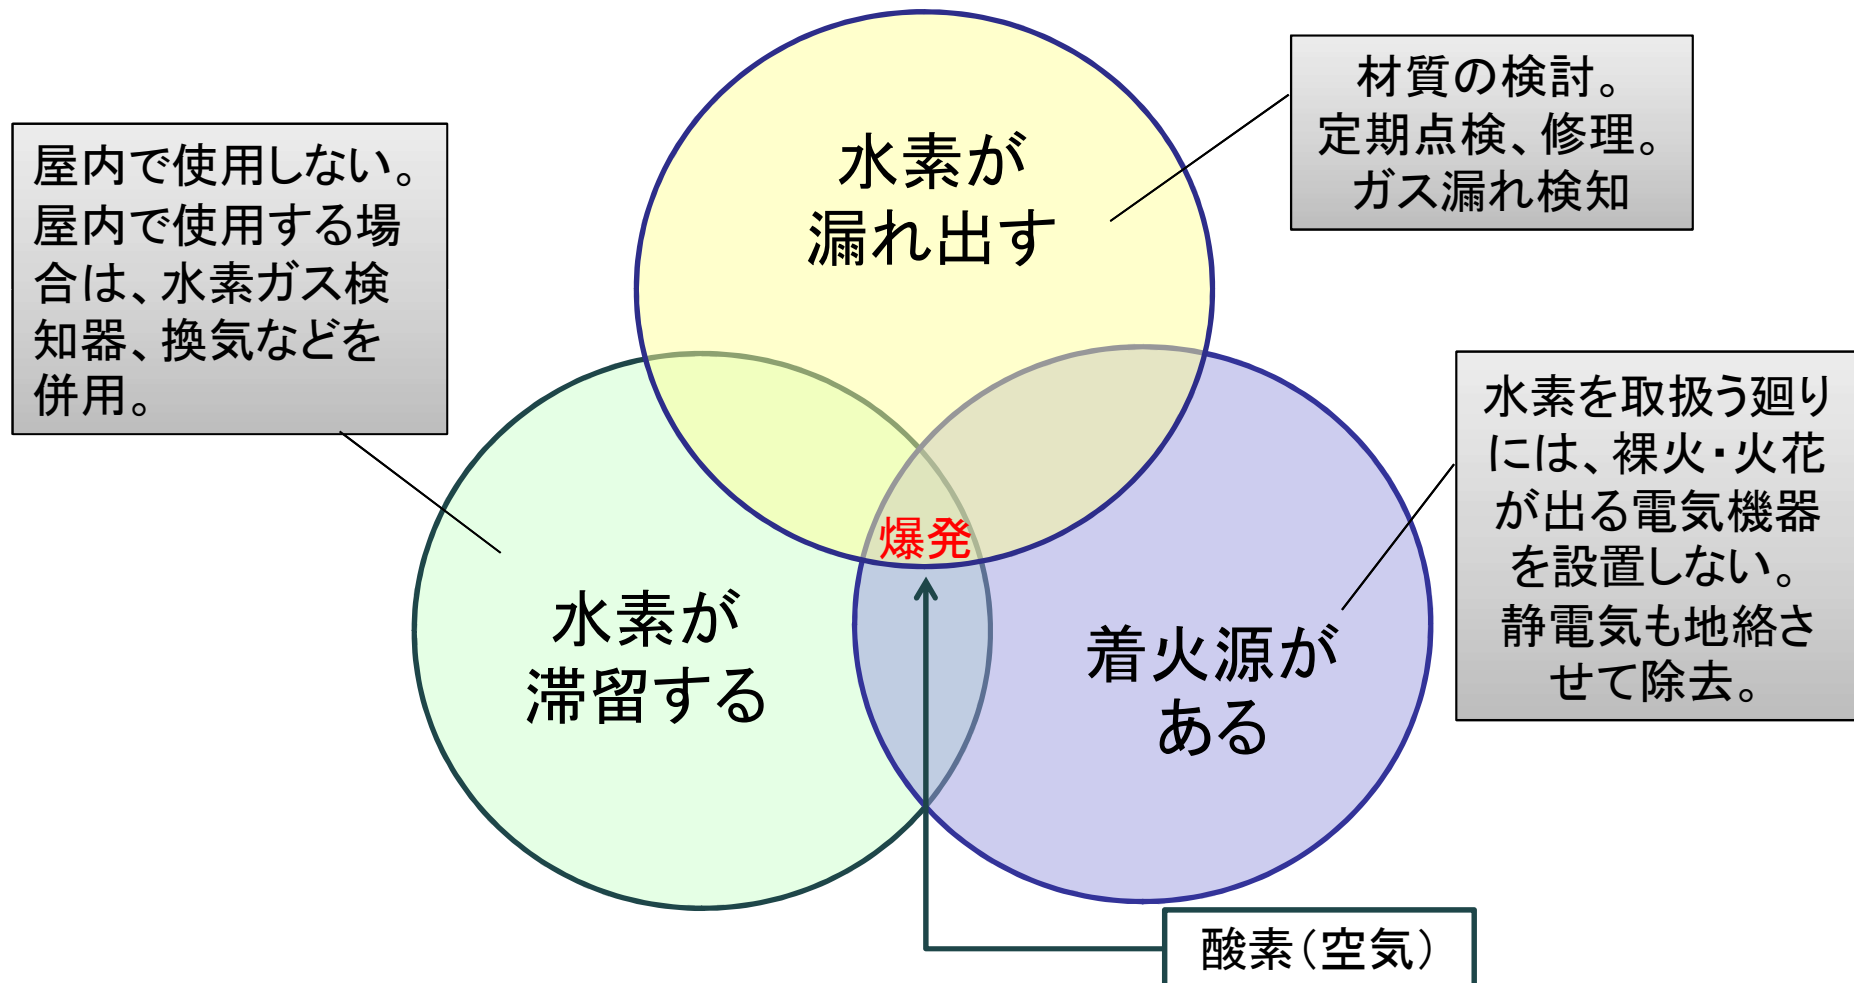 水素が
漏れ出す
材質の検討。
定期点検、修理。
ガス漏れ検知
屋内で使用しない。
屋内で使用する場
合は、水素ガス検
知器、換気などを
併用。
水素を取扱う廻り
には、裸火・火花
が出る電気機器
を設置しない。
静電気も地絡さ
せて除去。
爆発
水素が
滞留する
着火源が
ある
酸素(空気)